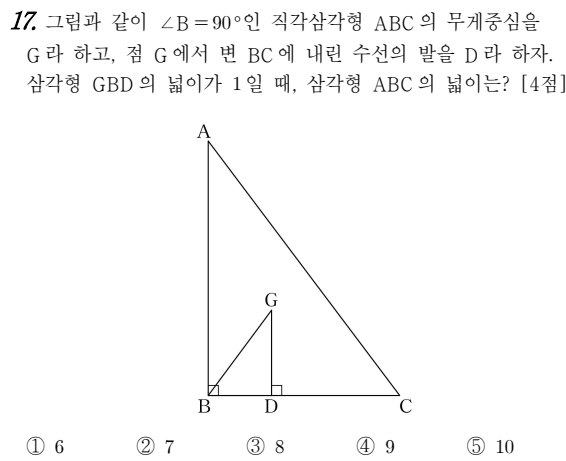 17. 그림과 같이 ∠B=90°인 직각삼각형 ABC의 무게중심을
G라 하고, 점 G에서 변 BC에 내린 수선의 발을 D라 하자.
삼각형 GBD의 넓이가 1일 때, 삼각형 ABC의 넓이는? [4점]
A
G
B D C
① 6 ② 7 ③ 8 ④ 9 ⑤ 10